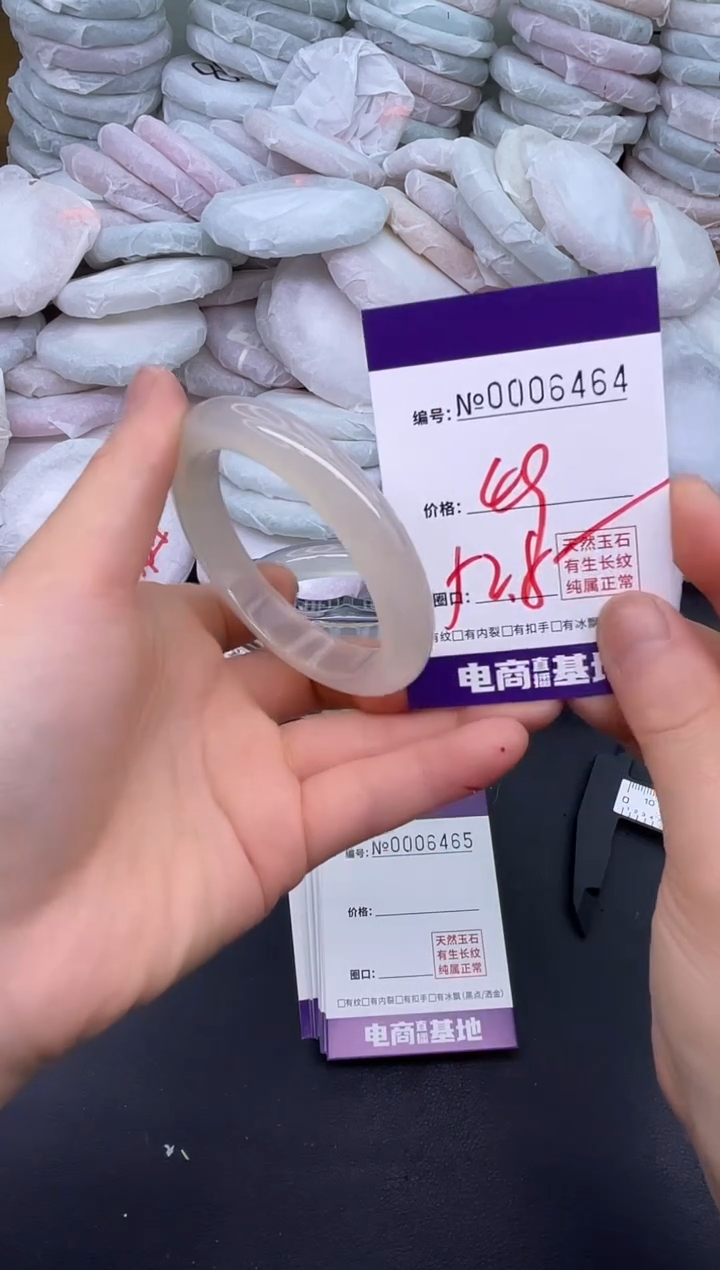 编号: №0006464
价格: 69
圈口: 52.8
天然玉石
有生长纹
纯属正常
有纹□有内裂□有扣手□有冰飘
电商直播基
编号: №0006465
价格:
圈口:
天然玉石
有生长纹
纯属正常
□有纹□有内裂□有扣手□有冰飘(黑点/洒金)
电商直播基地
0 10